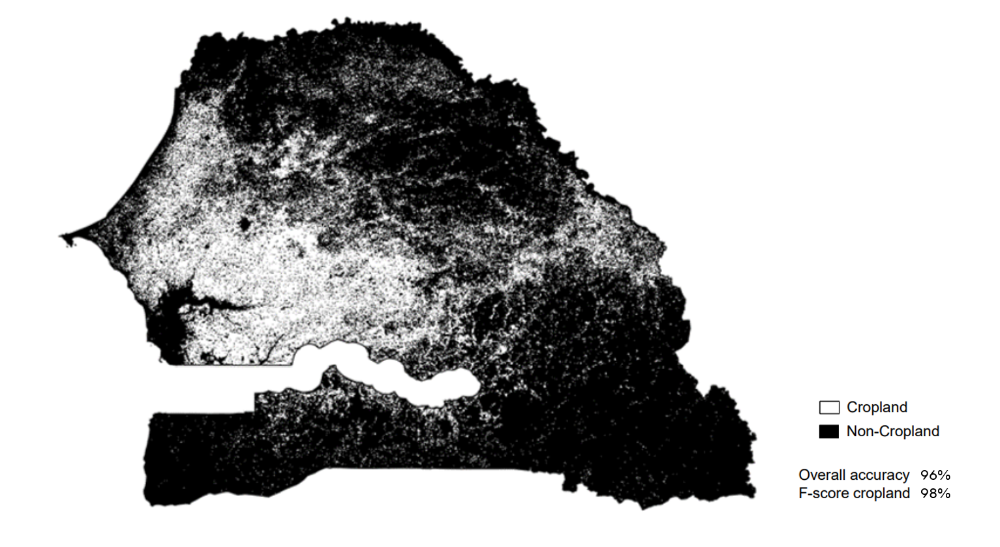 Cropland
Non-Cropland
Overall accuracy 96%
F-score cropland 98%